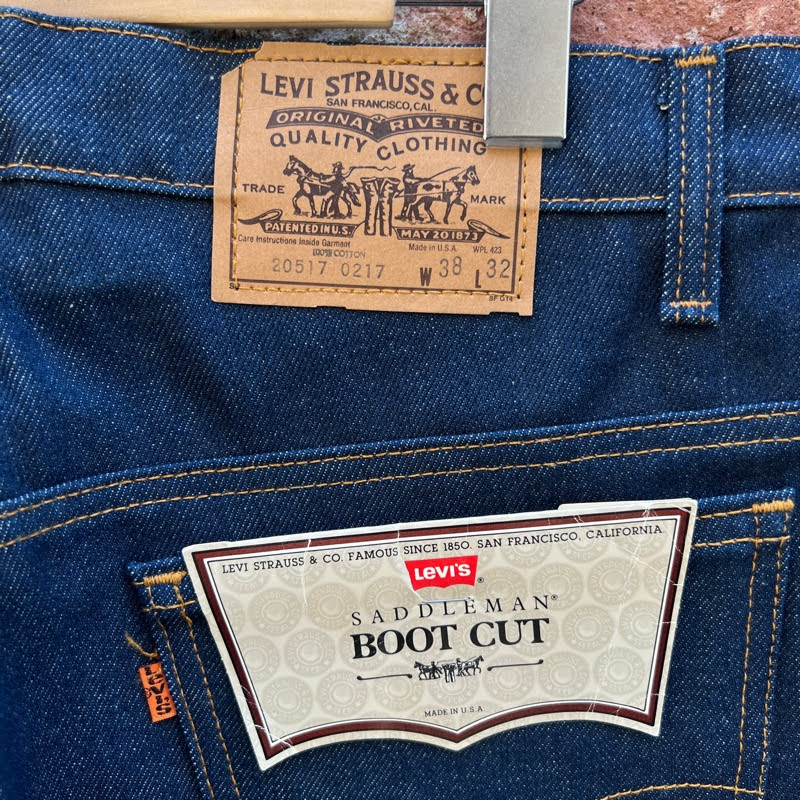 LEVI STRAUSS & C
SAN FRANCISCO, CAL.
ORIGINAL RIVETED
QUALITY CLOTHING
TRADE MARK
PATENTED IN U.S. MAY 20 1873
Care Instructions Inside Garment Made in U.S.A. WPL 423
100% COTTON
20517 0217 W 38 L 32
SF G14
LEVI STRAUSS & CO. FAMOUS SINCE 1850. SAN FRANCISCO, CALIFORNIA
LEVI'S®
SADDLEMAN®
BOOT CUT
MADE IN U.S.A.
LEVI'S